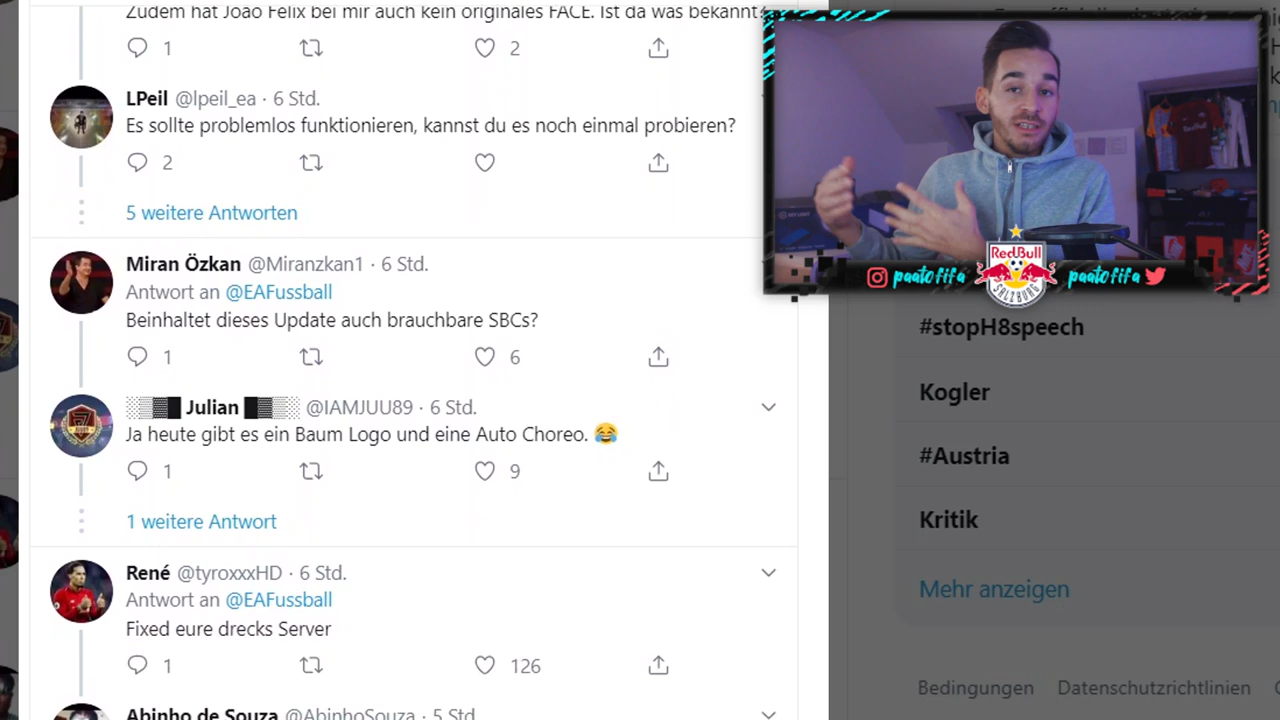 Zudem hat João Félix bei mir auch kein originales FACE. Ist da was bekannt?
1 2
LPeil @lpeil_ea · 6 Std.
Es sollte problemlos funktionieren, kannst du es noch einmal probieren?
2
5 weitere Antworten
Miran Özkan @Miranzkan1 · 6 Std.
Antwort an @EAFussball
Beinhaltet dieses Update auch brauchbare SBCs?
1 6
░▒▓█ Julian █▓▒░ @IAMJUU89 · 6 Std.
Ja heute gibt es ein Baum Logo und eine Auto Choreo. 😂
1 9
1 weitere Antwort
René @tyroxxxHD · 6 Std.
Antwort an @EAFussball
Fixed eure drecks Server
1 126
Abinho de Souza @AbinhoSouza · 5 Std.
paatofifa
Red Bull
SALZBURG
paatofifa
#stopH8speech
Kogler
#Austria
Kritik
Mehr anzeigen
Bedingungen Datenschutzrichtlinien